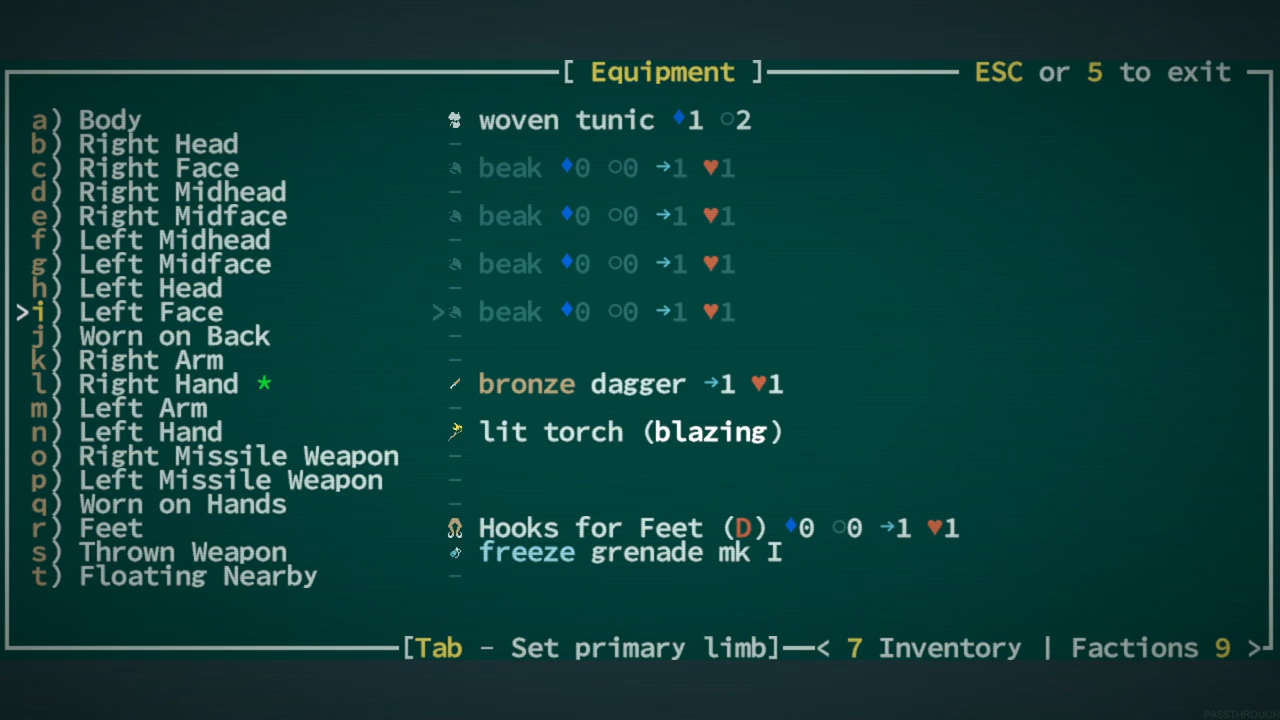 [ Equipment ] ESC or 5 to exit
a) Body woven tunic ♦1 ○2
b) Right Head –
c) Right Face beak ♦0 ○0 →1 ♥1
d) Right Midhead –
e) Right Midface beak ♦0 ○0 →1 ♥1
f) Left Midhead –
g) Left Midface beak ♦0 ○0 →1 ♥1
h) Left Head –
>i) Left Face > beak ♦0 ○0 →1 ♥1
j) Worn on Back –
k) Right Arm –
l) Right Hand * bronze dagger →1 ♥1
m) Left Arm –
n) Left Hand lit torch (blazing)
o) Right Missile Weapon –
p) Left Missile Weapon –
q) Worn on Hands –
r) Feet Hooks for Feet (D) ♦0 ○0 →1 ♥1
s) Thrown Weapon freeze grenade mk I
t) Floating Nearby –
[Tab – Set primary limb] < 7 Inventory | Factions 9 >